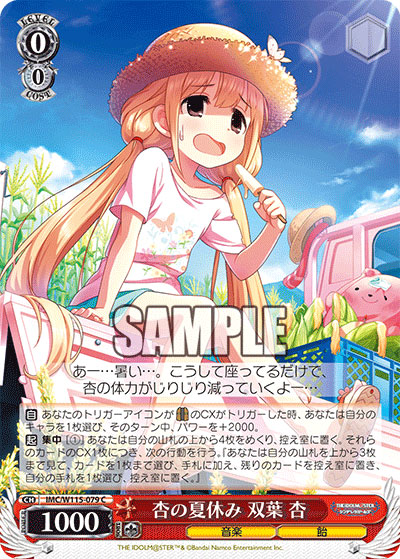 LEVEL
0
0
COST
SAMPLE
あー…暑い…。こうして座ってるだけで、
杏の体力がじりじり減っていくよー…
【自】 あなたのトリガーアイコンが のCXがトリガーした時、あなたは自分の
キャラを1枚選び、そのターン中、パワーを+2000。
【起】 集中 [①] あなたは自分の山札の上から4枚をめくり、控え室に置く。それら
のカードのCX1枚につき、次の行動を行う。『あなたは自分の山札を上から3枚
まで見て、カードを1枚まで選び、手札に加え、残りのカードを控え室に置き、
自分の手札を1枚選び、控え室に置く。』
CH IMC/W115-079 C
1000
杏の夏休み 双葉 杏
音楽
飴
THE IDOLM@STER™& ©Bandai Namco Entertainment Inc.